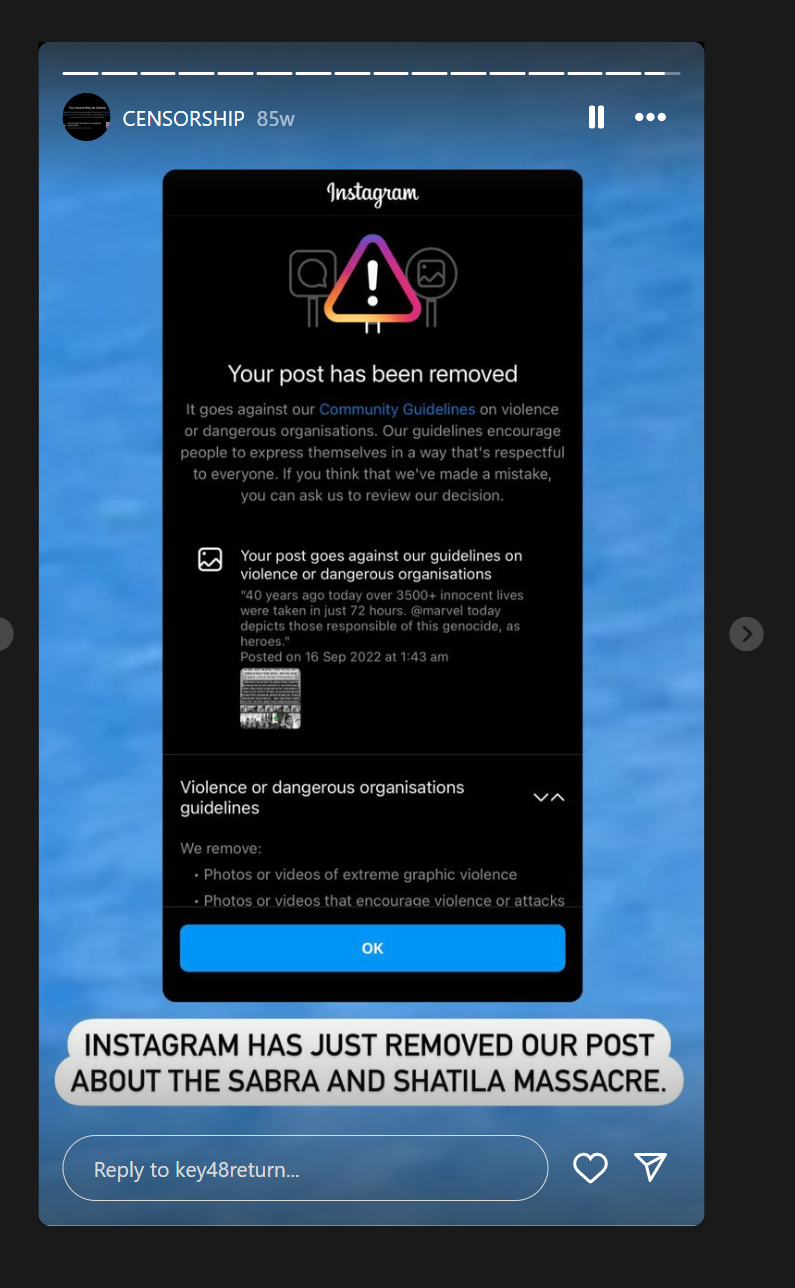 CENSORSHIP 85w
Instagram
Your post has been removed
It goes against our Community Guidelines on violence
or dangerous organisations. Our guidelines encourage
people to express themselves in a way that's respectful
to everyone. If you think that we've made a mistake,
you can ask us to review our decision.
Your post goes against our guidelines on
violence or dangerous organisations
"40 years ago today over 3500+ innocent lives
were taken in just 72 hours. @marvel today
depicts those responsible of this genocide, as
heroes."
Posted on 16 Sep 2022 at 1:43 am
Violence or dangerous organisations
guidelines
We remove:
• Photos or videos of extreme graphic violence
• Photos or videos that encourage violence or attacks
OK
INSTAGRAM HAS JUST REMOVED OUR POST
ABOUT THE SABRA AND SHATILA MASSACRE.
Reply to key48return...